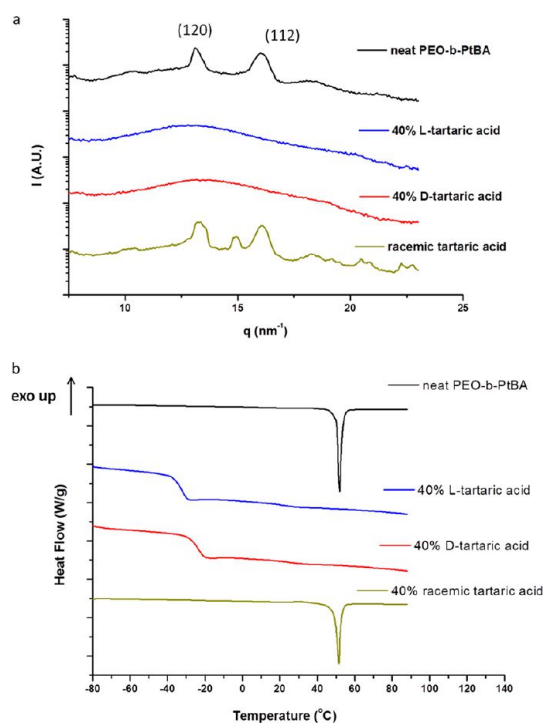 a
(120)
(112)
neat PEO-b-PtBA
40% L-tartaric acid
40% D-tartaric acid
racemic tartaric acid
I (A.U.)
10 15 20 25
q (nm⁻¹)
b
exo up
neat PEO-b-PtBA
40% L-tartaric acid
40% D-tartaric acid
40% racemic tartaric acid
Heat Flow (W/g)
-80 -60 -40 -20 0 20 40 60 80 100 120 140
Temperature (°C)